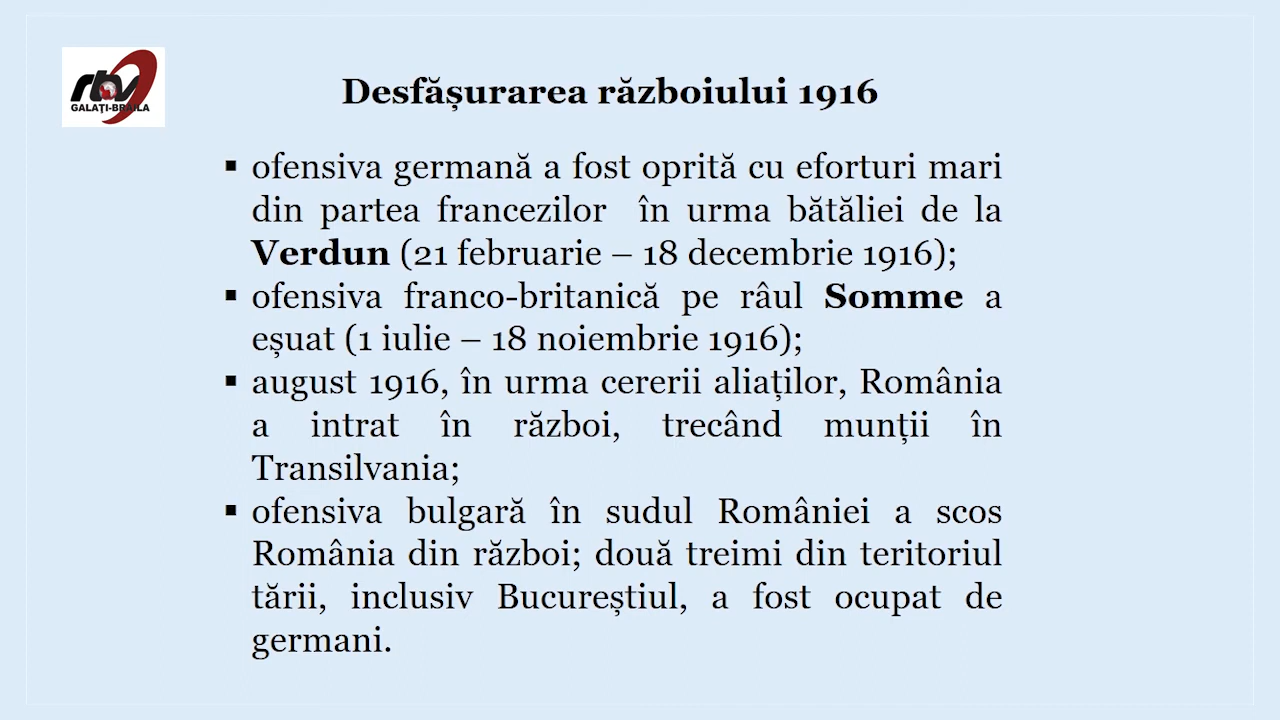 rtv
GALAȚI-BRĂILA
Desfășurarea războiului 1916
▪ ofensiva germană a fost oprită cu eforturi mari
din partea francezilor în urma bătăliei de la
Verdun (21 februarie – 18 decembrie 1916);
▪ ofensiva franco-britanică pe râul Somme a
eșuat (1 iulie – 18 noiembrie 1916);
▪ august 1916, în urma cererii aliaților, România
a intrat în război, trecând munții în
Transilvania;
▪ ofensiva bulgară în sudul României a scos
România din război; două treimi din teritoriul
tării, inclusiv Bucureștiul, a fost ocupat de
germani.